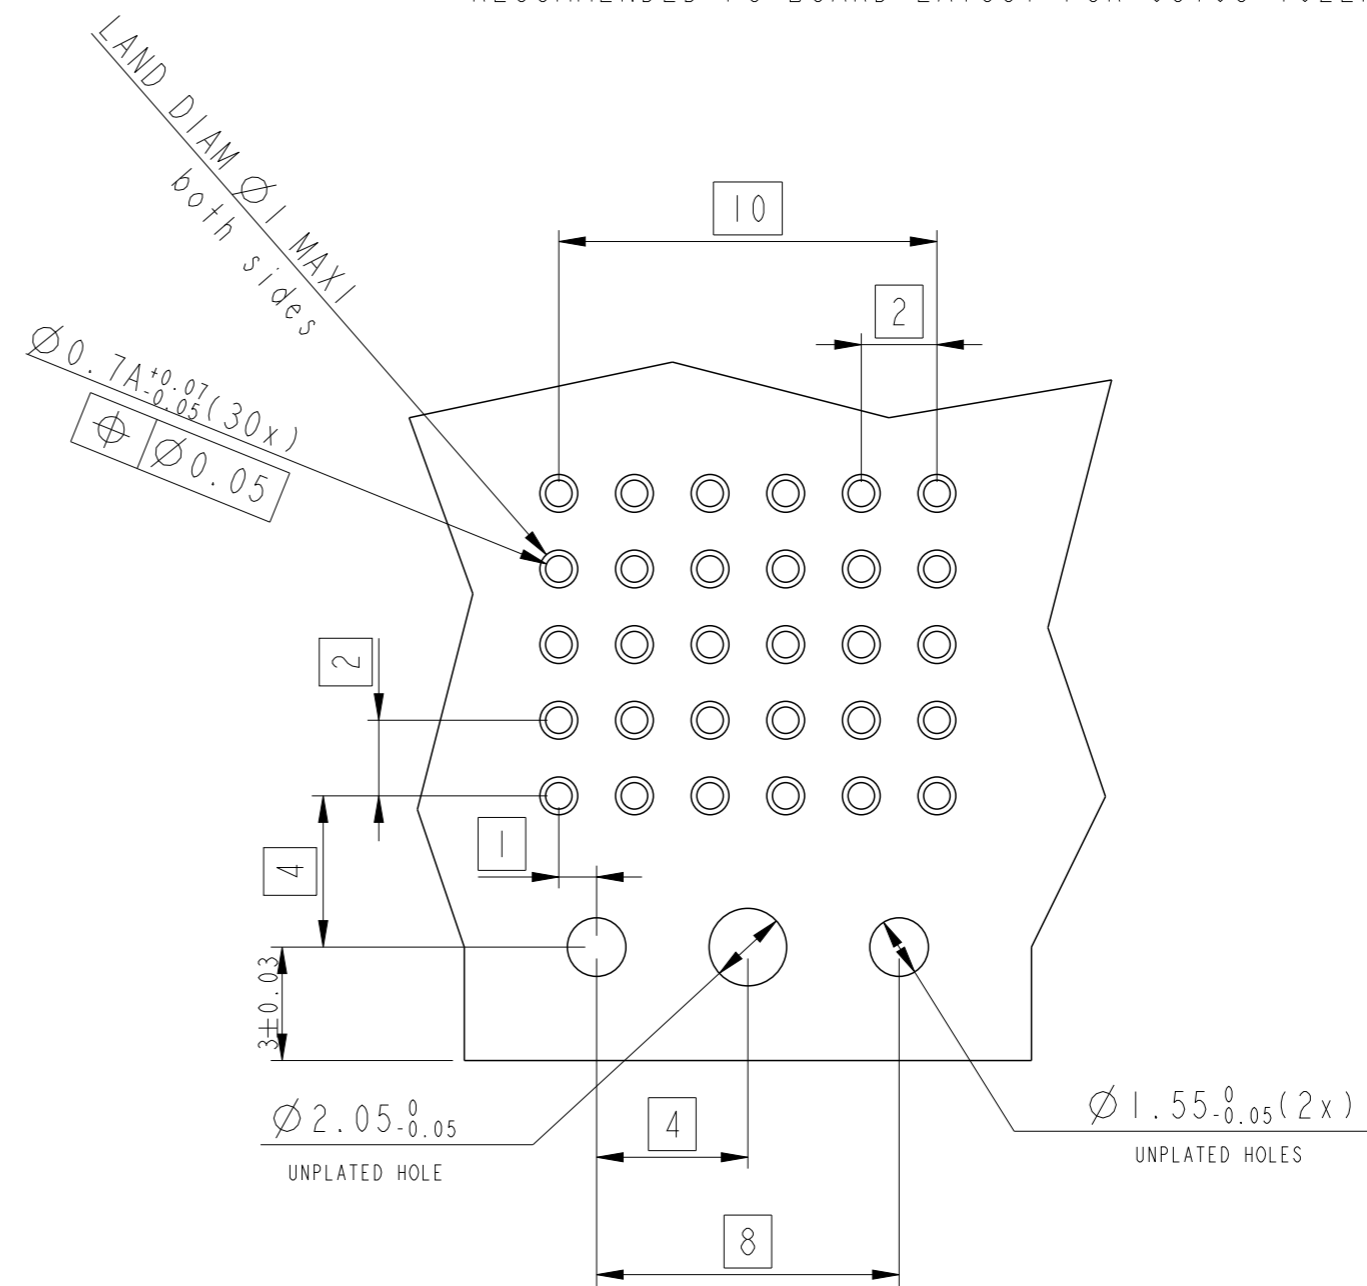 LAND DIAM Ø1 MAXI
both sides
10
2
Ø0.7A +0.07 -0.05 (30x)
⌖ Ø0.05
2
1
4
3±0.03
Ø2.05 0 -0.05
UNPLATED HOLE
4
Ø1.55 0 -0.05 (2x)
UNPLATED HOLES
8